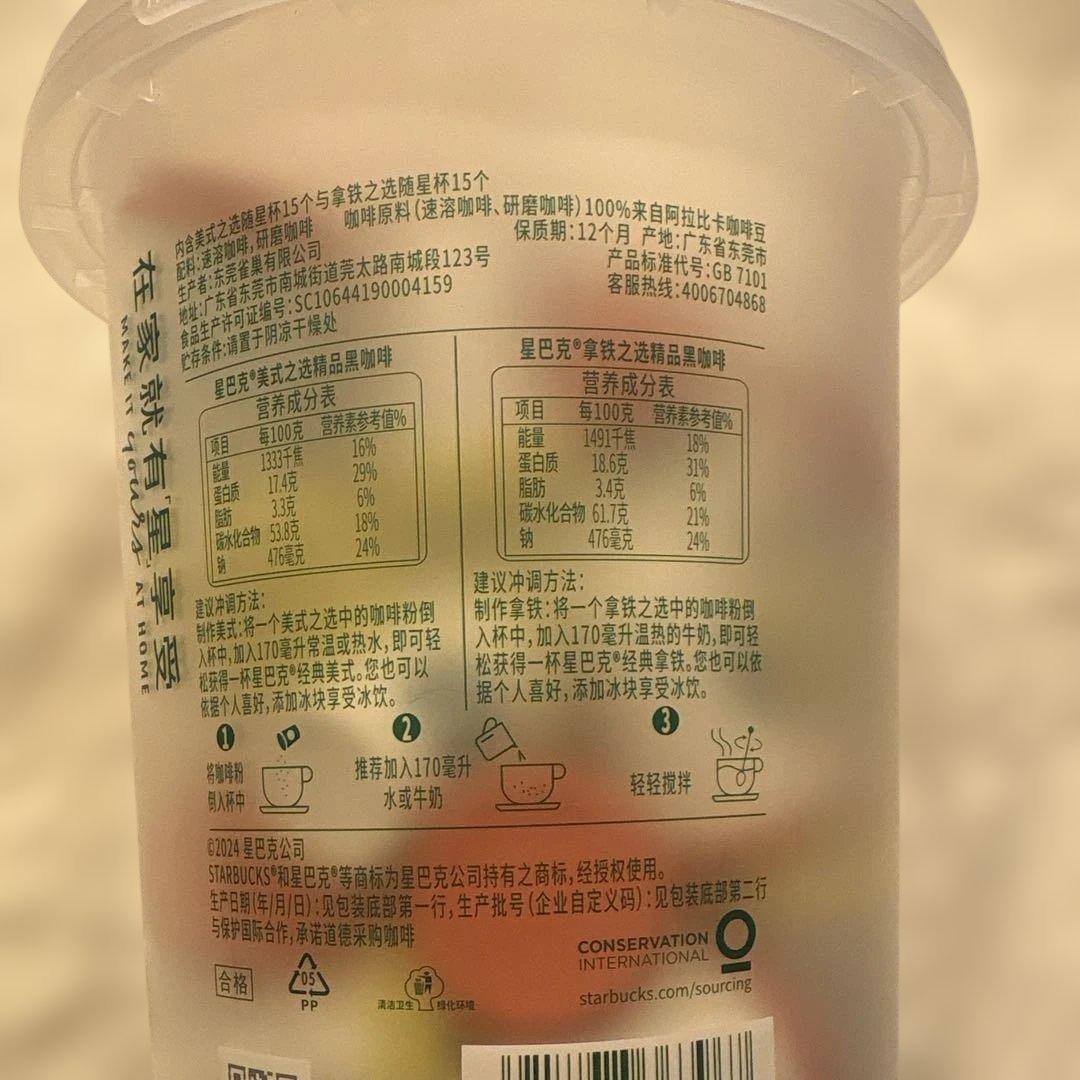 内含美式之选随星杯15个与拿铁之选随星杯15个
配料:速溶咖啡,研磨咖啡 咖啡原料(速溶咖啡、研磨咖啡)100%来自阿拉比卡咖啡豆
生产者:东莞雀巢有限公司 保质期:12个月 产地:广东省东莞市
地址:广东省东莞市南城街道莞太路南城段123号 产品标准代号:GB 7101
食品生产许可证编号:SC10644190004159 客服热线:4006704868
贮存条件:请置于阴凉干燥处
在家就有「星」享受
MAKE IT yours AT HOME
星巴克®美式之选精品黑咖啡
营养成分表
项目 每100克 营养素参考值%
能量 1333千焦 16%
蛋白质 17.4克 29%
脂肪 3.3克 6%
碳水化合物 53.8克 18%
钠 476毫克 24%
建议冲调方法:
制作美式:将一个美式之选中的咖啡粉倒
入杯中,加入170毫升常温或热水,即可轻
松获得一杯星巴克®经典美式。您也可以
依据个人喜好,添加冰块享受冰饮。
星巴克®拿铁之选精品黑咖啡
营养成分表
项目 每100克 营养素参考值%
能量 1491千焦 18%
蛋白质 18.6克 31%
脂肪 3.4克 6%
碳水化合物 61.7克 21%
钠 476毫克 24%
建议冲调方法:
制作拿铁:将一个拿铁之选中的咖啡粉倒
入杯中,加入170毫升温热的牛奶,即可轻
松获得一杯星巴克®经典拿铁。您也可以依
据个人喜好,添加冰块享受冰饮。
1
将咖啡粉
倒入杯中
2
推荐加入170毫升
水或牛奶
3
轻轻搅拌
©2024 星巴克公司
STARBUCKS®和星巴克®等商标为星巴克公司持有之商标,经授权使用。
生产日期(年/月/日):见包装底部第一行,生产批号(企业自定义码):见包装底部第二行
与保护国际合作,承诺道德采购咖啡
CONSERVATION
INTERNATIONAL
starbucks.com/sourcing
合格
05
PP
清洁卫生 绿化环境